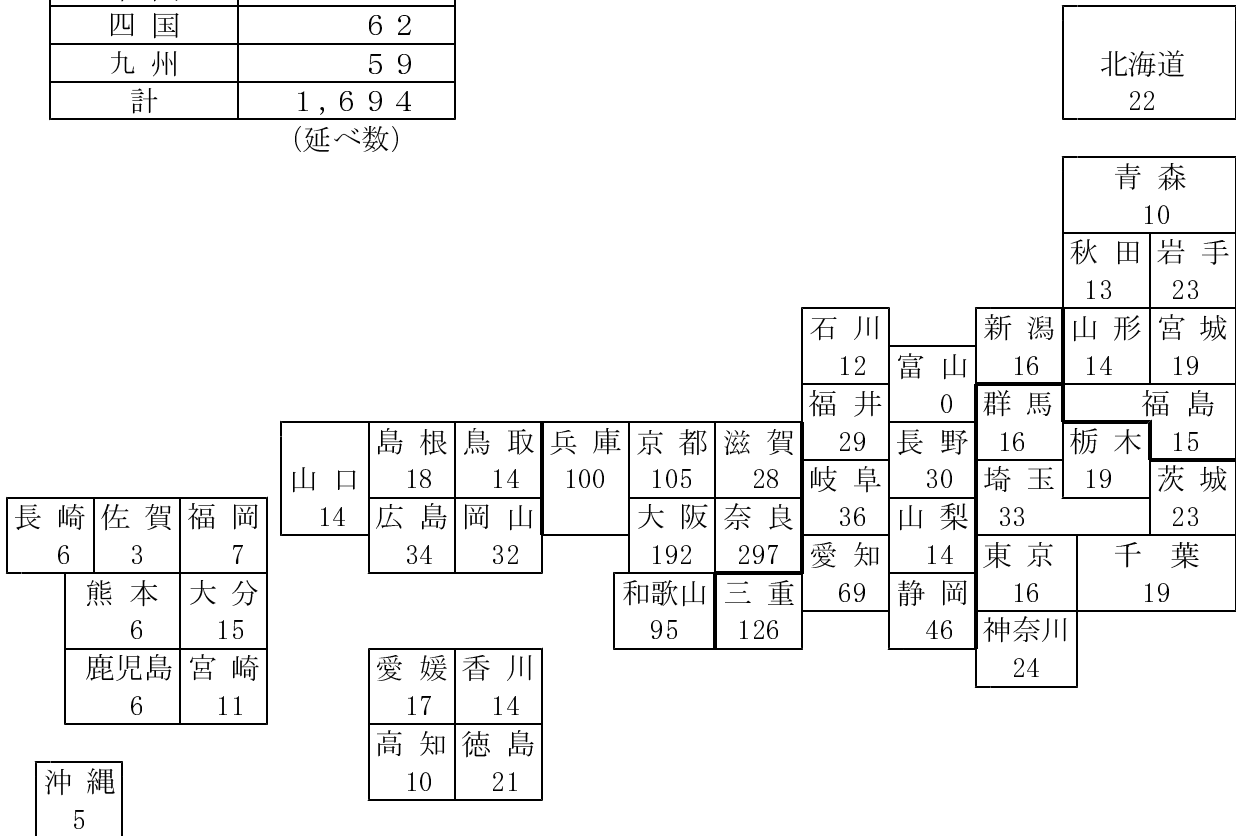 四 国 ６２
九 州 ５９
計 １,６９４
(延べ数)
北海道
22
青 森
10
秋 田 岩 手
13 23
石 川 新 潟 山 形 宮 城
12 富 山 16 14 19
福 井 0 群 馬 福 島
島 根 鳥 取 兵 庫 京 都 滋 賀 29 長 野 16 栃 木 15
山 口 18 14 100 105 28 岐 阜 30 埼 玉 19 茨 城
長 崎 佐 賀 福 岡 14 広 島 岡 山 大 阪 奈 良 36 山 梨 33 23
6 3 7 34 32 192 297 愛 知 14 東 京 千 葉
熊 本 大 分 和歌山 三 重 69 静 岡 16 19
6 15 95 126 46 神奈川
鹿児島 宮 崎 愛 媛 香 川 24
6 11 17 14
高 知 徳 島
沖 縄 10 21
5